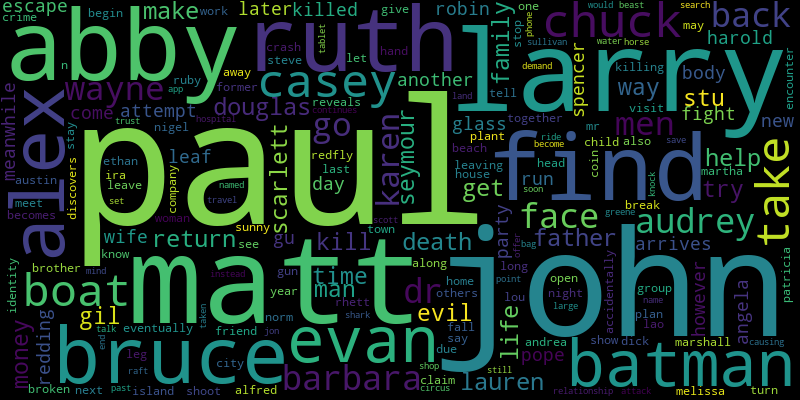 escape
crime
begin
make
work
later
killed
give
robin
one
would
beast
search
abby
ruth
larry
chuck
may
back
crash
steve
hand
tablet
let
phone
stop
sullivan
water
horse
harold
n
ruby
app
away
former
casey
another
family
demand
killing
body
encounter
meanwhile
alex
wayne
come
attempt
douglas
reveals
tell
spencer
way
stu
visit
fight
new
land
trust
hospital
continues
go
glass
together
ride
mr
become
men
stay
nigel
discovers
ethan
leaf
ira
company
redfly
last
day
karen
seymour
plant
beach
leaving
house
find
head
run
child
also
coin
save
knock
help
martha
try
take
austin
leave
paul
scarlett
get
meet
set
named
travel
soon
becomes
woman
scott
party
face
greene
break
audrey
patricia
wife
return
sunny
see
town
kill
death
father
arrives
know
gu
identity
brother
mind
instead
gun
time
man
along
home
others
long
offer
bag
point
open
night
accidentally
group
name
plan
lao
however
angela
boat
matt
john
year
rhett
shark
dr
evil
fall
say
life
lou
large
money
redding
gil
talk
end
eventually
taken
friend
jon
norm
evan
due
andrea
show
dick
marshall
causing
bruce
leg
city
barbara
shop
still
claim
circus
lauren
pope
batman
broken
next
past
raft
island
shoot
alfred
relationship
attack
melissa
turn